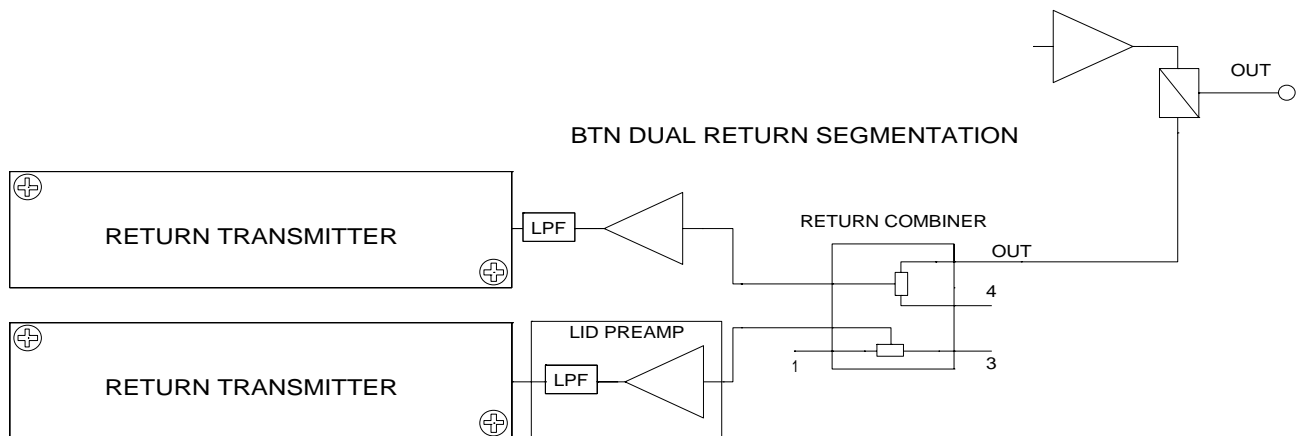 OUT
BTN DUAL RETURN SEGMENTATION
RETURN TRANSMITTER
LPF
RETURN COMBINER
OUT
4
RETURN TRANSMITTER
LID PREAMP
LPF
1
3